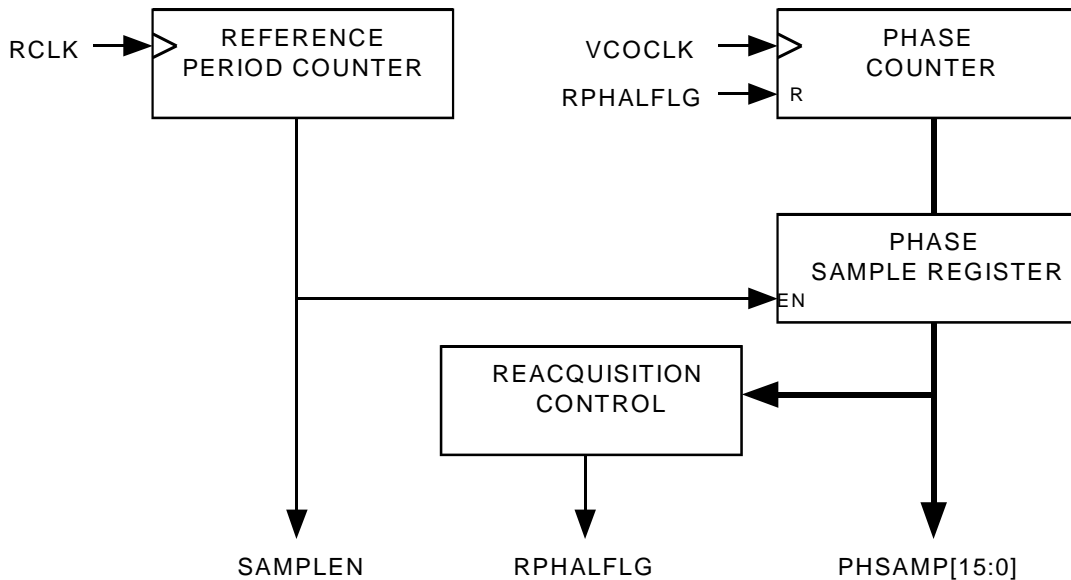 RCLK
REFERENCE
PERIOD COUNTER
VCOCLK
RPHALFLG
R
PHASE
COUNTER
PHASE
SAMPLE REGISTER
EN
REACQUISITION
CONTROL
SAMPLEN
RPHALFLG
PHSAMP[15:0]